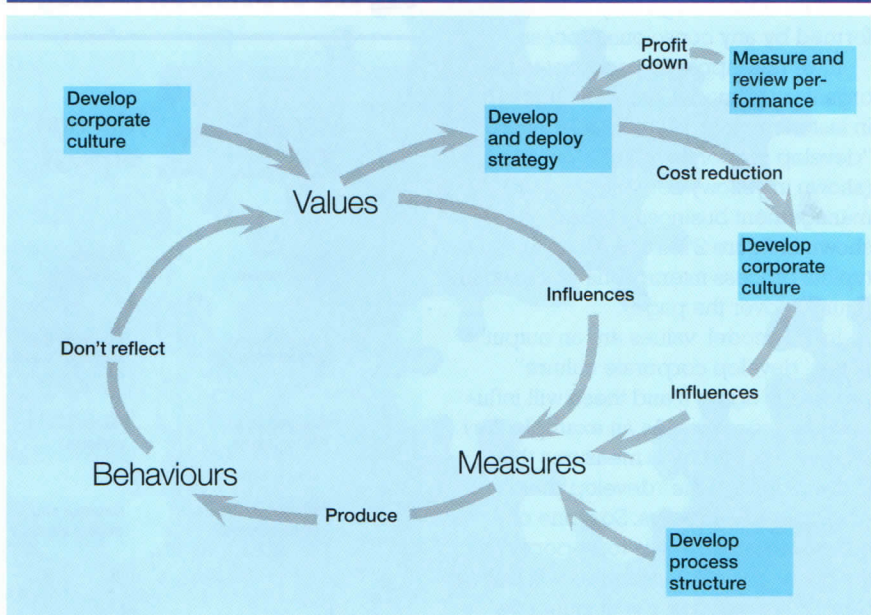 Profit
down
Measure and
review per-
formance
Develop
corporate
culture
Develop
and deploy
strategy
Cost reduction
Values
Develop
corporate
culture
Influences
Don't reflect
Influences
Measures
Behaviours
Produce
Develop
process
structure